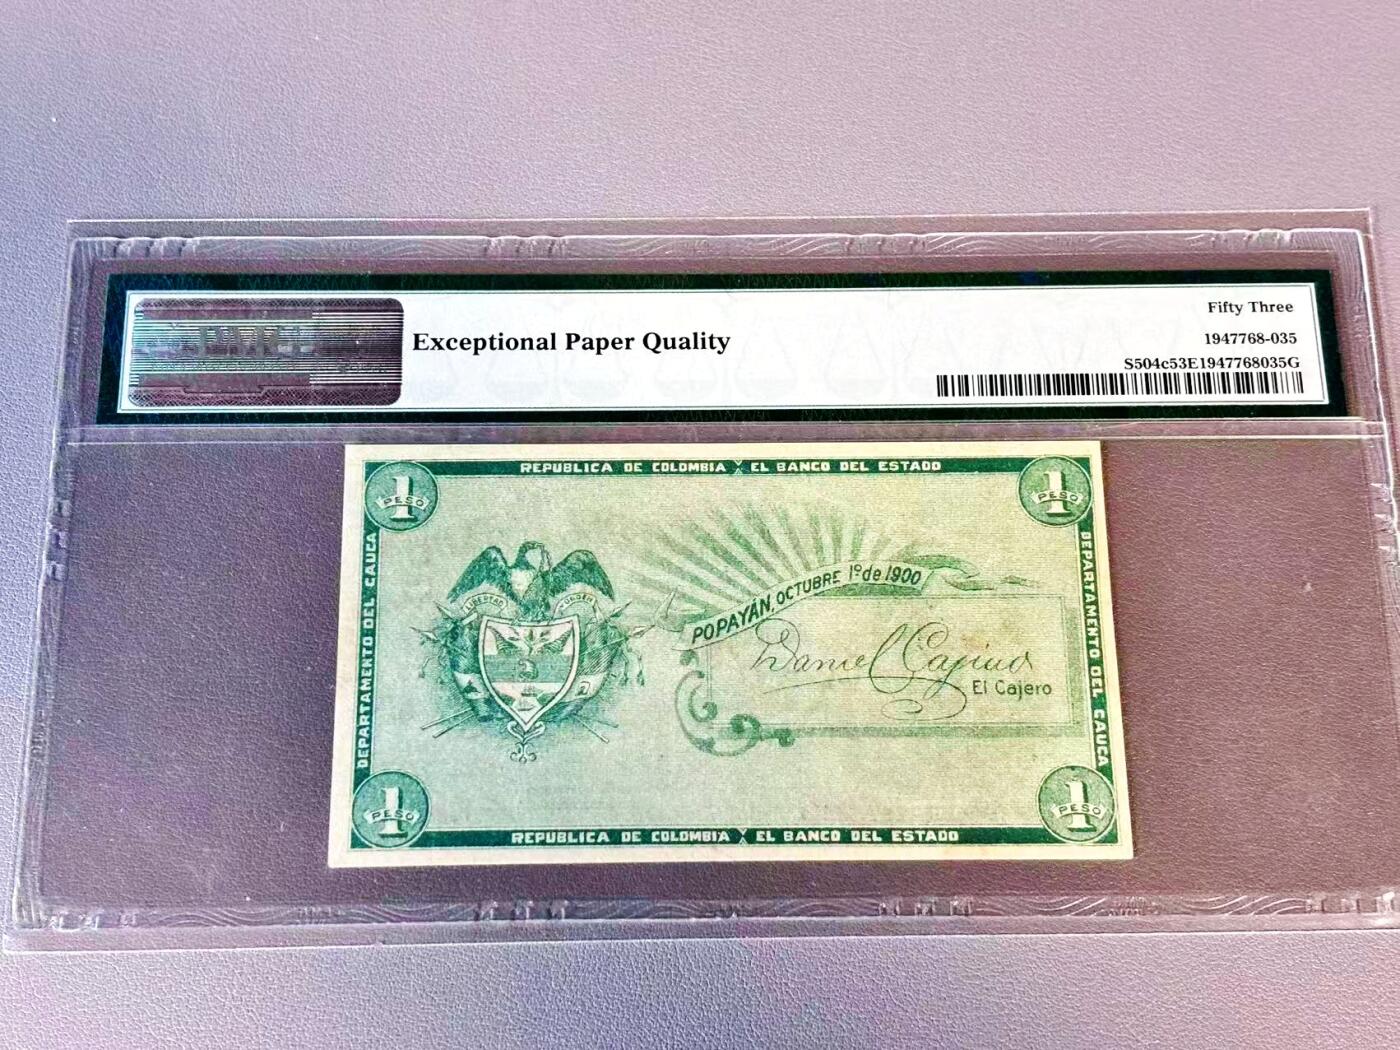 PMG
Exceptional Paper Quality
Fifty Three
1947768-035
S504c53E1947768035G
REPUBLICA DE COLOMBIA Y EL BANCO DEL ESTADO
1
PESO
1
PESO
DEPARTAMENTO DEL CAUCA
DEPARTAMENTO DEL CAUCA
LIBERTAD Y ORDEN
POPAYÁN, OCTUBRE 1º de 1900
El Cajero
1
PESO
1
PESO
REPUBLICA DE COLOMBIA Y EL BANCO DEL ESTADO